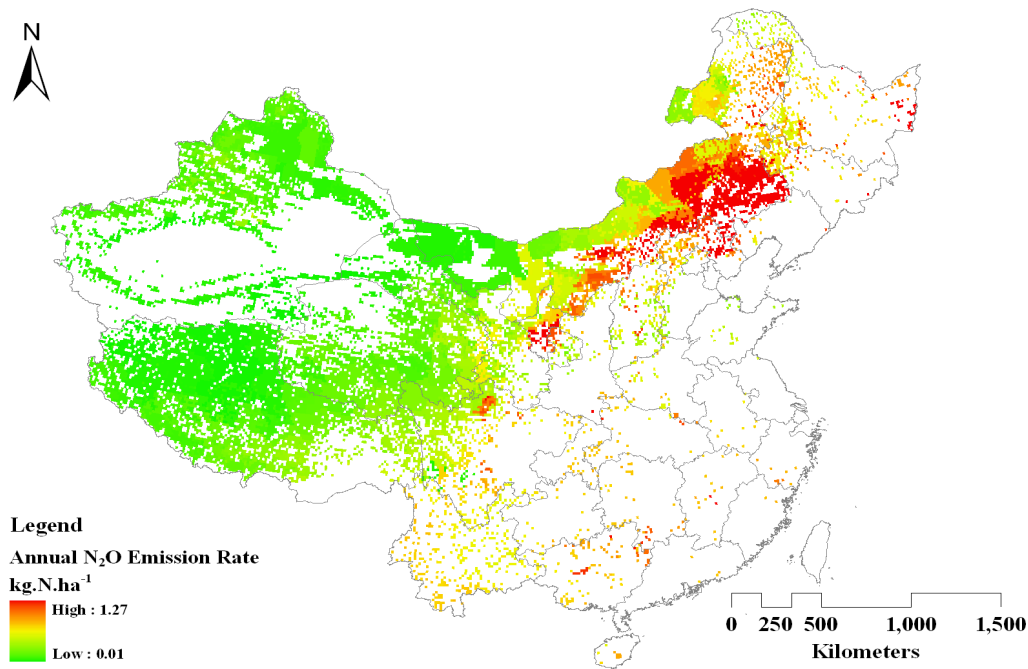 N
Legend
Annual N₂O Emission Rate
kg.N.ha⁻¹
High : 1.27
Low : 0.01
0 250 500 1,000 1,500
Kilometers